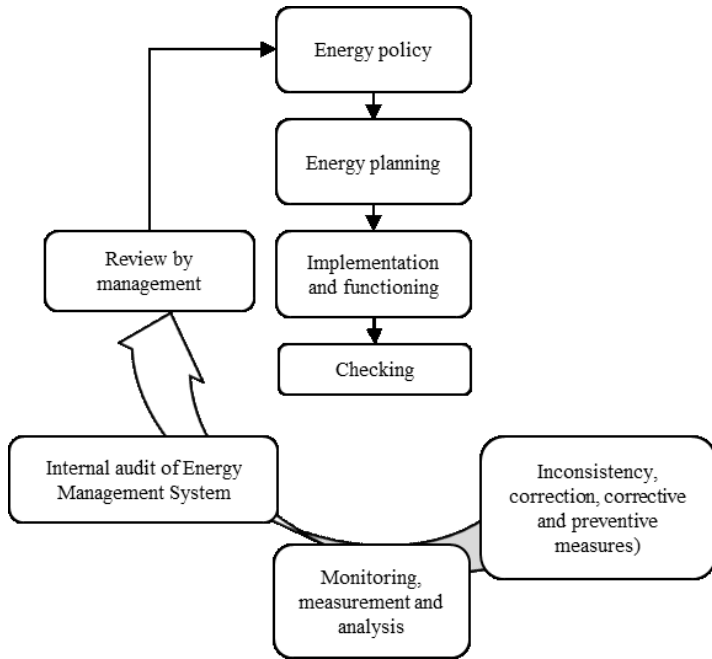 Energy policy
Energy planning
Review by
management
Implementation
and functioning
Checking
Internal audit of Energy
Management System
Inconsistency,
correction, corrective
and preventive
measures)
Monitoring,
measurement and
analysis